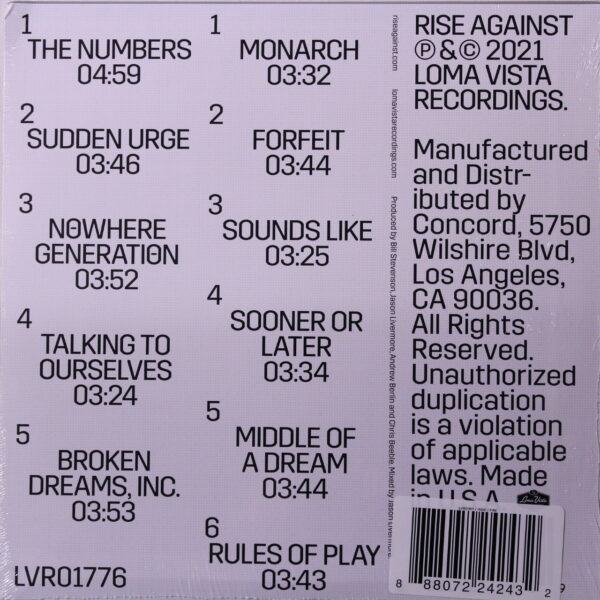 1
THE NUMBERS
04:59
2
SUDDEN URGE
03:46
3
NOWHERE
GENERATION
03:52
4
TALKING TO
OURSELVES
03:24
5
BROKEN
DREAMS, INC.
03:53
LVR01776
1
MONARCH
03:32
2
FORFEIT
03:44
3
SOUNDS LIKE
03:25
4
SOONER OR
LATER
03:34
5
MIDDLE OF
A DREAM
03:44
6
RULES OF PLAY
03:43
riseagainst.com lomavistarecordings.com Produced by Bill Stevenson, Jason Livermore, Andrew Berlin and Chris Beeble. Mixed by Jason Livermore.
RISE AGAINST
℗ & © 2021
LOMA VISTA
RECORDINGS.
Manufactured
and Distr-
ibuted by
Concord, 5750
Wilshire Blvd,
Los Angeles,
CA 90036.
All Rights
Reserved.
Unauthorized
duplication
is a violation
of applicable
laws. Made
in U.S.A.
Loma Vista
8 88072 24243 2 9